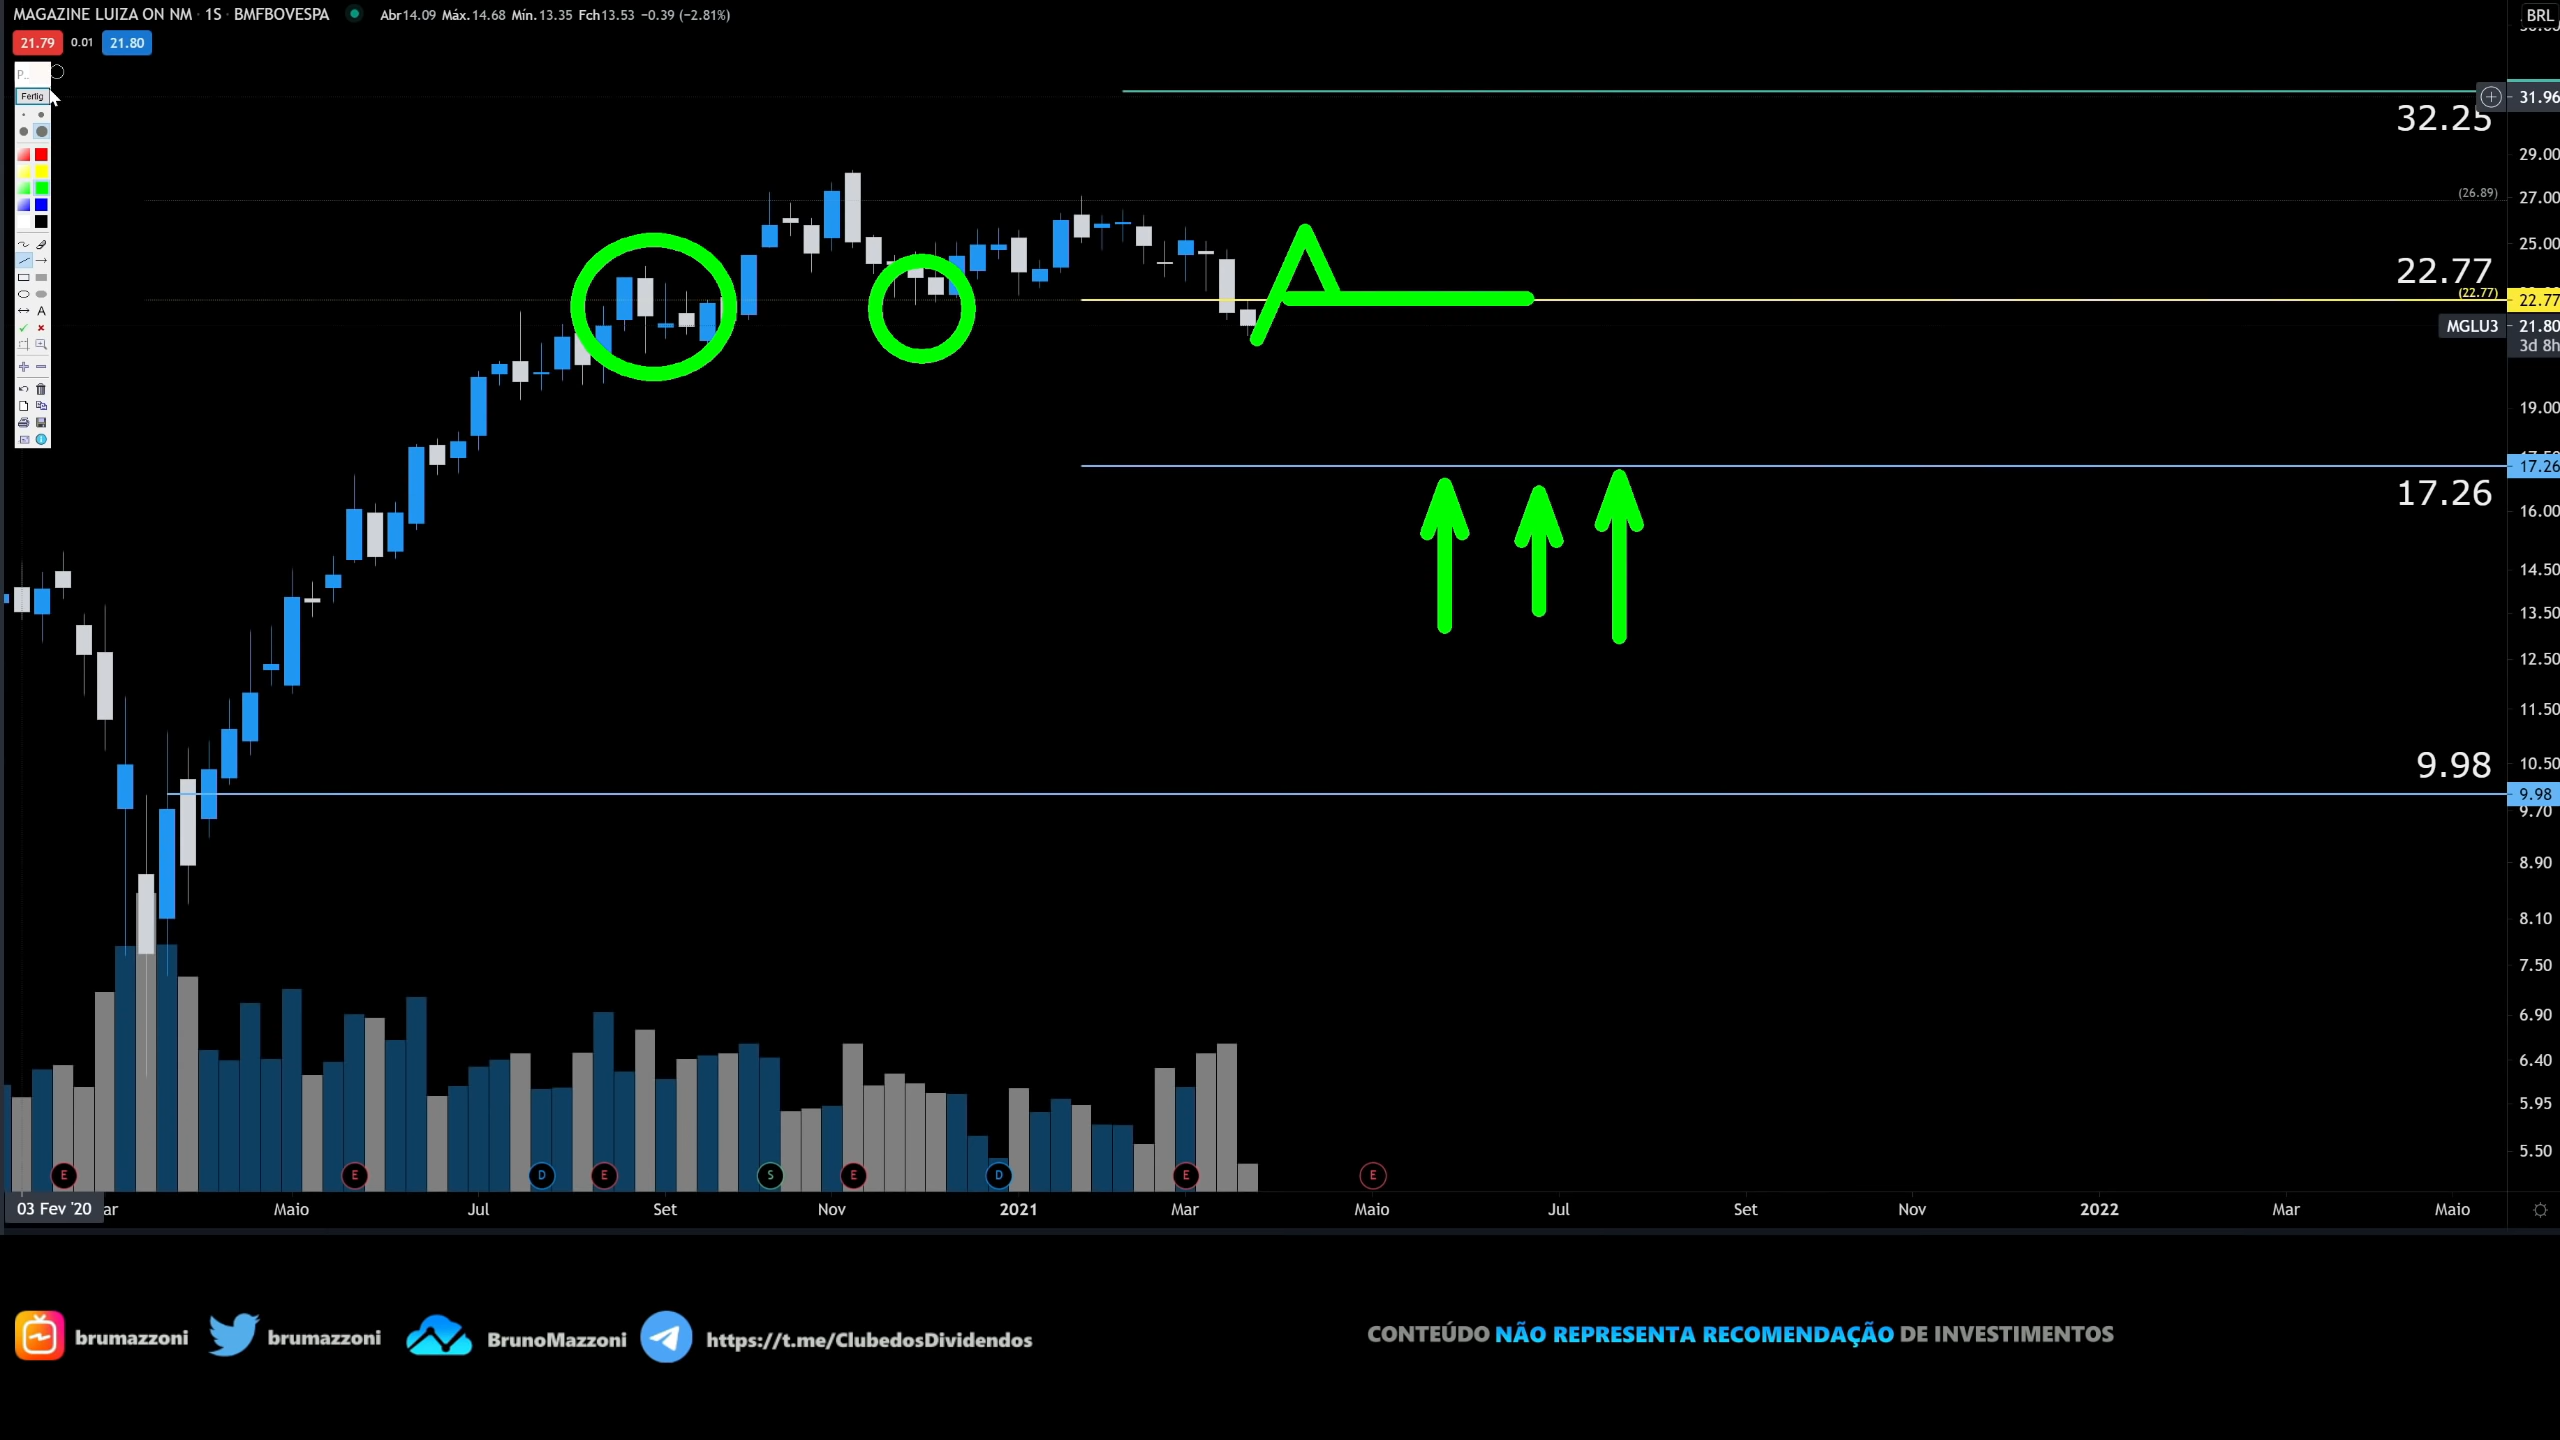 MAGAZINE LUIZA ON NM · 1S · BMFBOVESPA Abr14.09 Máx.14.68 Mín.13.35 Fch13.53 −0.39 (−2.81%)
BRL
21.79 0.01 21.80
P..
Fertig
A
31.96
32.25
29.00
(26.89)
27.00
25.00
22.77
(22.77)
22.77
MGLU3 21.80
3d 8h
19.00
17.26
17.26
16.00
14.50
13.50
12.50
11.50
9.98
10.50
9.98
9.70
8.90
8.10
7.50
6.90
6.40
5.95
5.50
E E D E S E D E E
03 Fev '20 ar Maio Jul Set Nov 2021 Mar Maio Jul Set Nov 2022 Mar Maio
brumazzoni brumazzoni BrunoMazzoni https://t.me/ClubedosDividendos
CONTEÚDO NÃO REPRESENTA RECOMENDAÇÃO DE INVESTIMENTOS